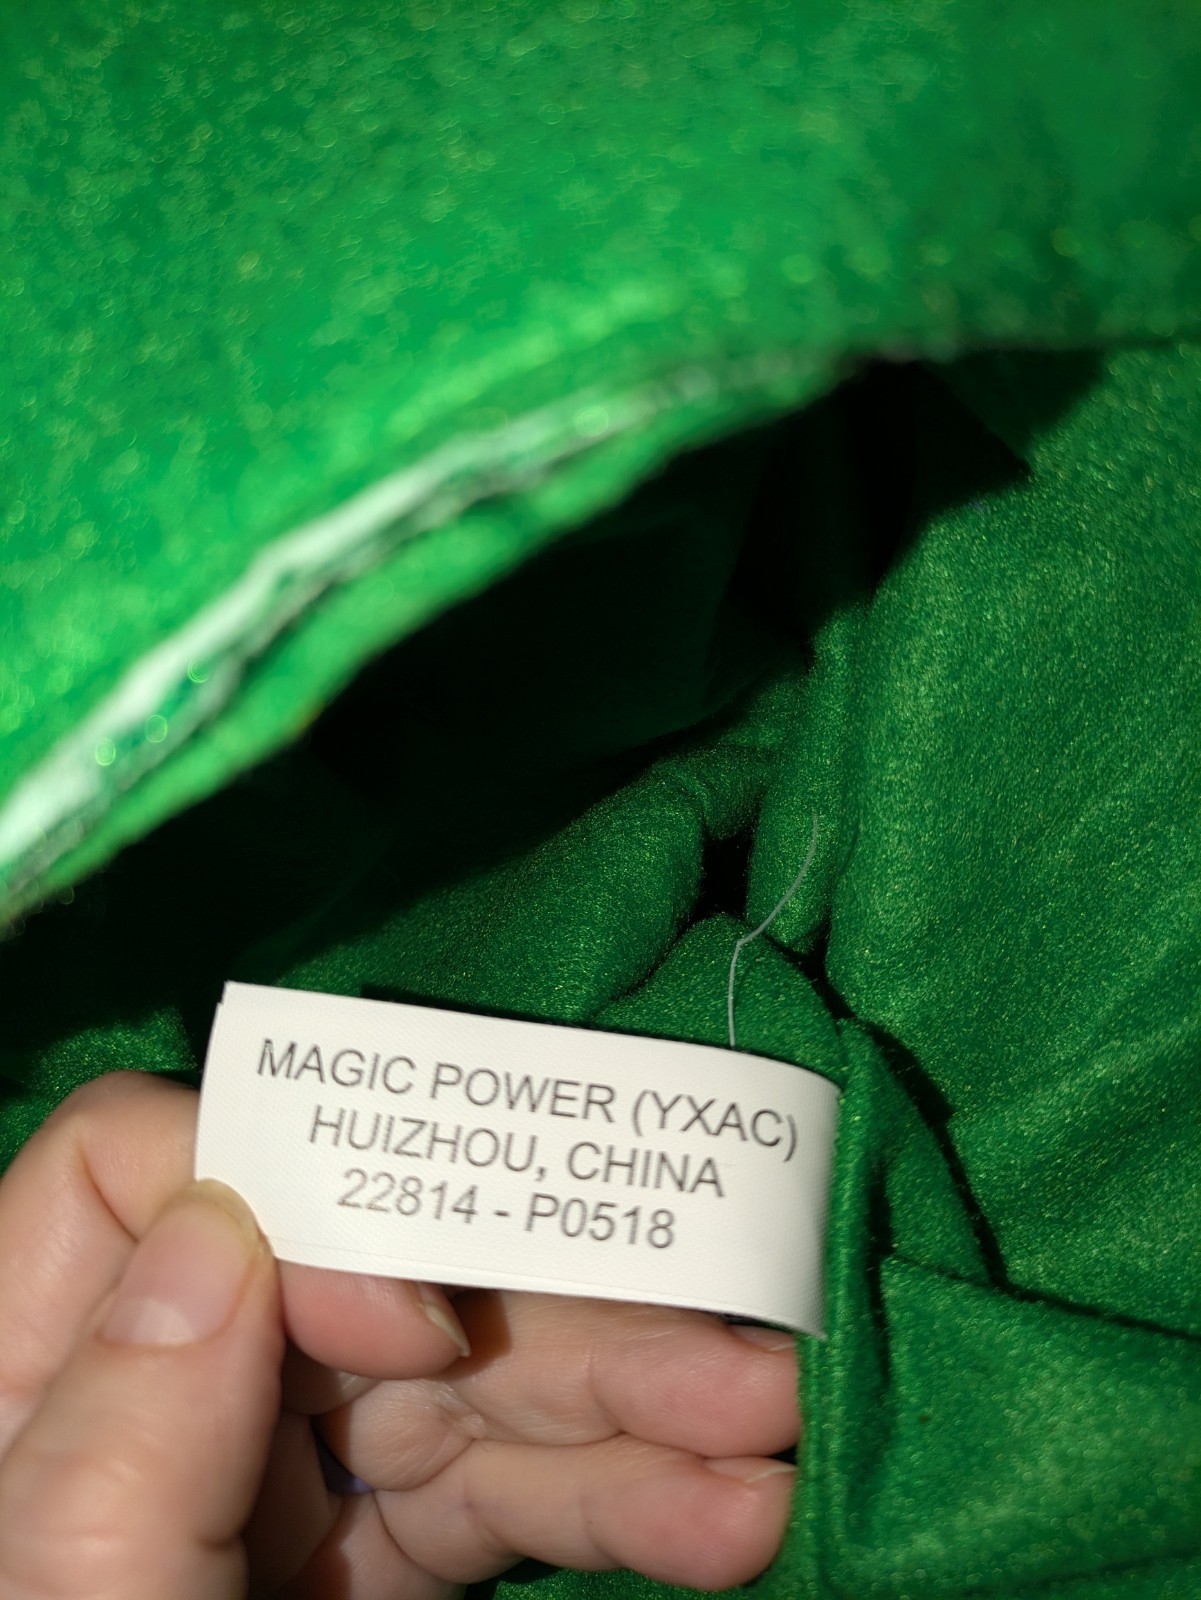 MAGIC POWER (YXAC)
HUIZHOU, CHINA
22814 - P0518